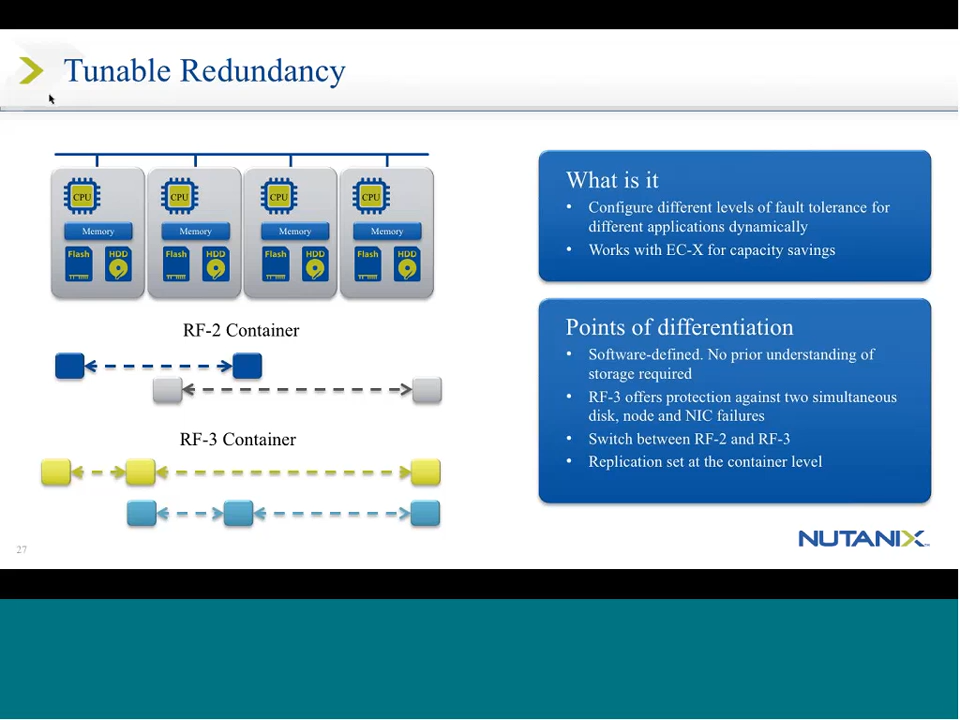 Tunable Redundancy
CPU
CPU
CPU
CPU
Memory
Memory
Memory
Memory
Flash
HDD
Flash
HDD
Flash
HDD
Flash
HDD
RF-2 Container
RF-3 Container
What is it
• Configure different levels of fault tolerance for
different applications dynamically
• Works with EC-X for capacity savings
Points of differentiation
• Software-defined. No prior understanding of
storage required
• RF-3 offers protection against two simultaneous
disk, node and NIC failures
• Switch between RF-2 and RF-3
• Replication set at the container level
NUTANIX™
27